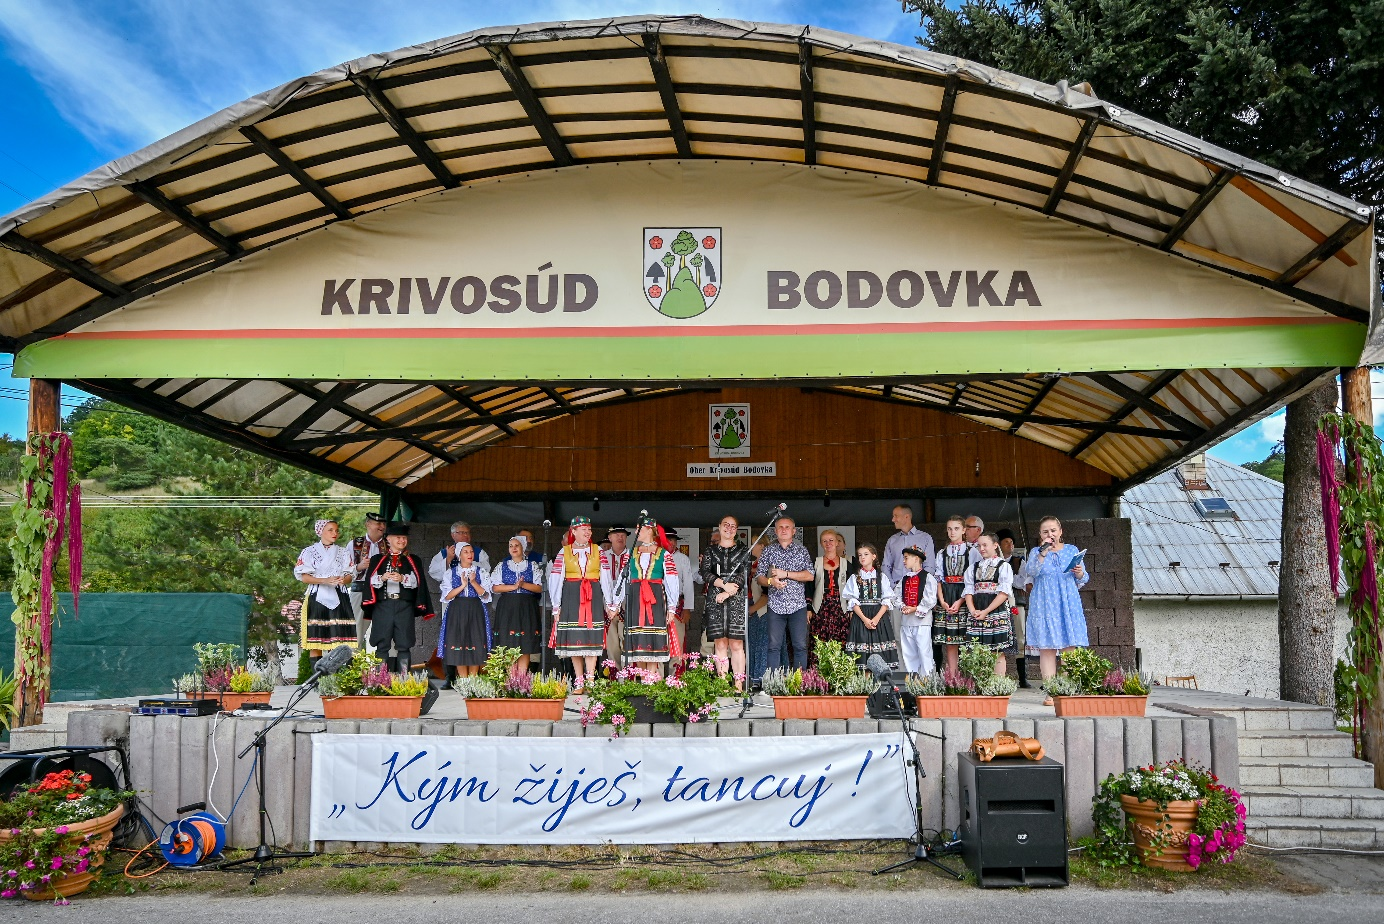 KRIVOSÚD BODOVKA
Obec Krivosúd Bodovka
„Kým žiješ, tancuj !”